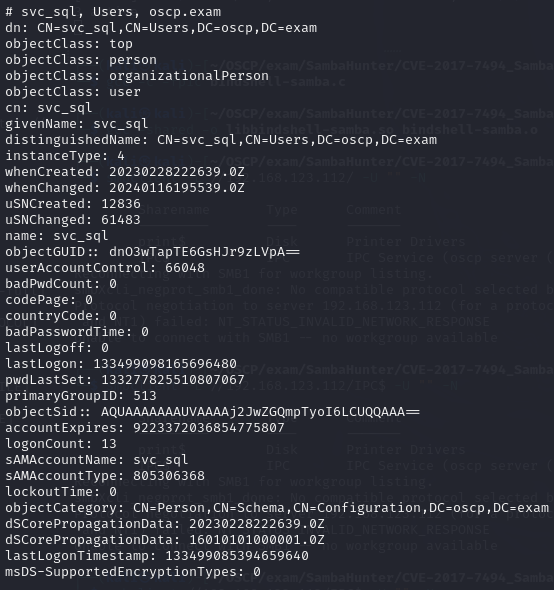 # svc_sql, Users, oscp.exam
dn: CN=svc_sql,CN=Users,DC=oscp,DC=exam
objectClass: top
objectClass: person
objectClass: organizationalPerson
objectClass: user
cn: svc_sql
givenName: svc_sql
distinguishedName: CN=svc_sql,CN=Users,DC=oscp,DC=exam
instanceType: 4
whenCreated: 20230228222639.0Z
whenChanged: 20240116195539.0Z
uSNCreated: 12836
uSNChanged: 61483
name: svc_sql
objectGUID:: dnO3wTapTE6GsHJr9zLVpA==
userAccountControl: 66048
badPwdCount: 0
codePage: 0
countryCode: 0
badPasswordTime: 0
lastLogoff: 0
lastLogon: 133499098165696480
pwdLastSet: 133277825510807067
primaryGroupID: 513
objectSid:: AQUAAAAAAAUVAAAAj2JwZGQmpTyoI6LCUQQAAA==
accountExpires: 9223372036854775807
logonCount: 13
sAMAccountName: svc_sql
sAMAccountType: 805306368
lockoutTime: 0
objectCategory: CN=Person,CN=Schema,CN=Configuration,DC=oscp,DC=exam
dSCorePropagationData: 20230228222639.0Z
dSCorePropagationData: 16010101000001.0Z
lastLogonTimestamp: 133499085394659640
msDS-SupportedEncryptionTypes: 0